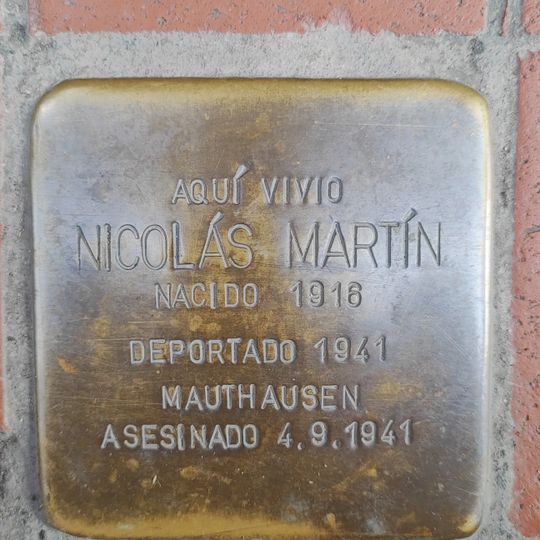 AQUÍ VIVIO
NICOLÁS MARTÍN
NACIDO 1916
DEPORTADO 1941
MAUTHAUSEN
ASESINADO 4.9.1941